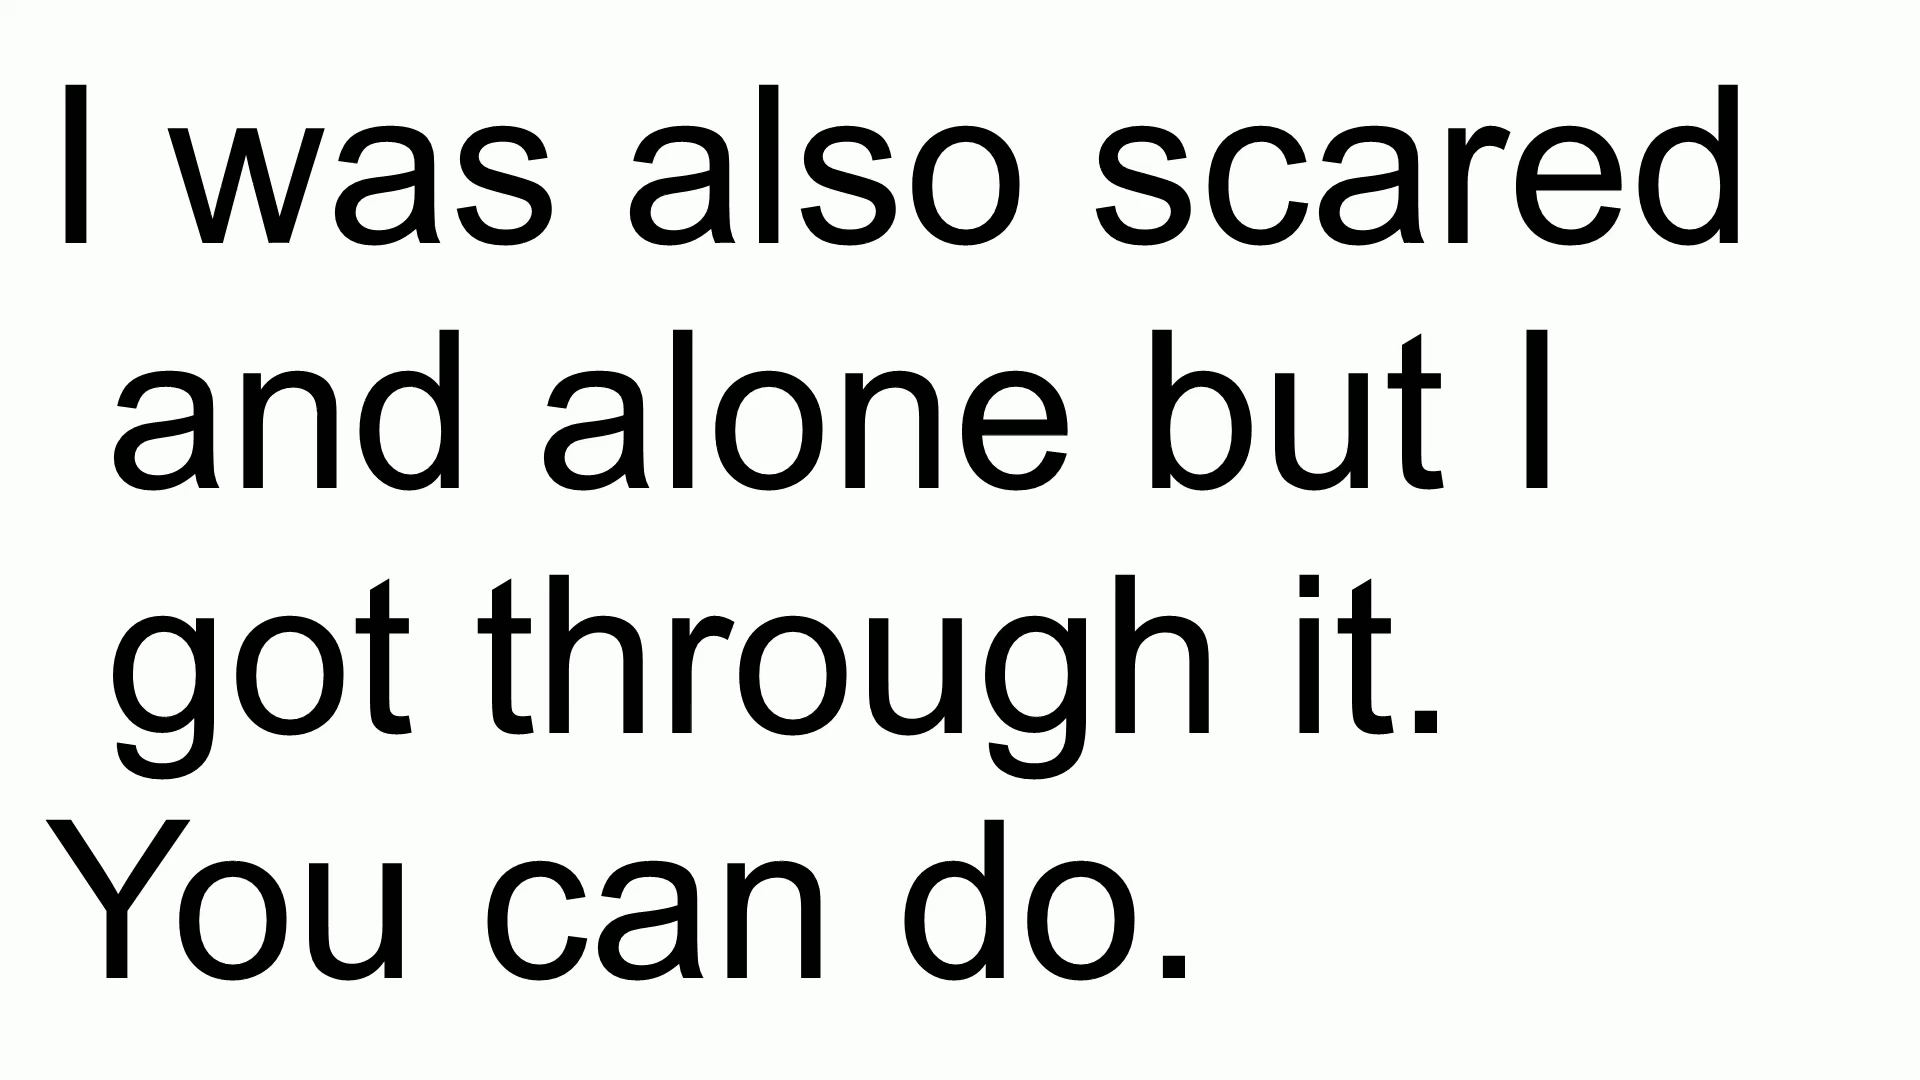 I was also scared
and alone but I
got through it.
You can do.